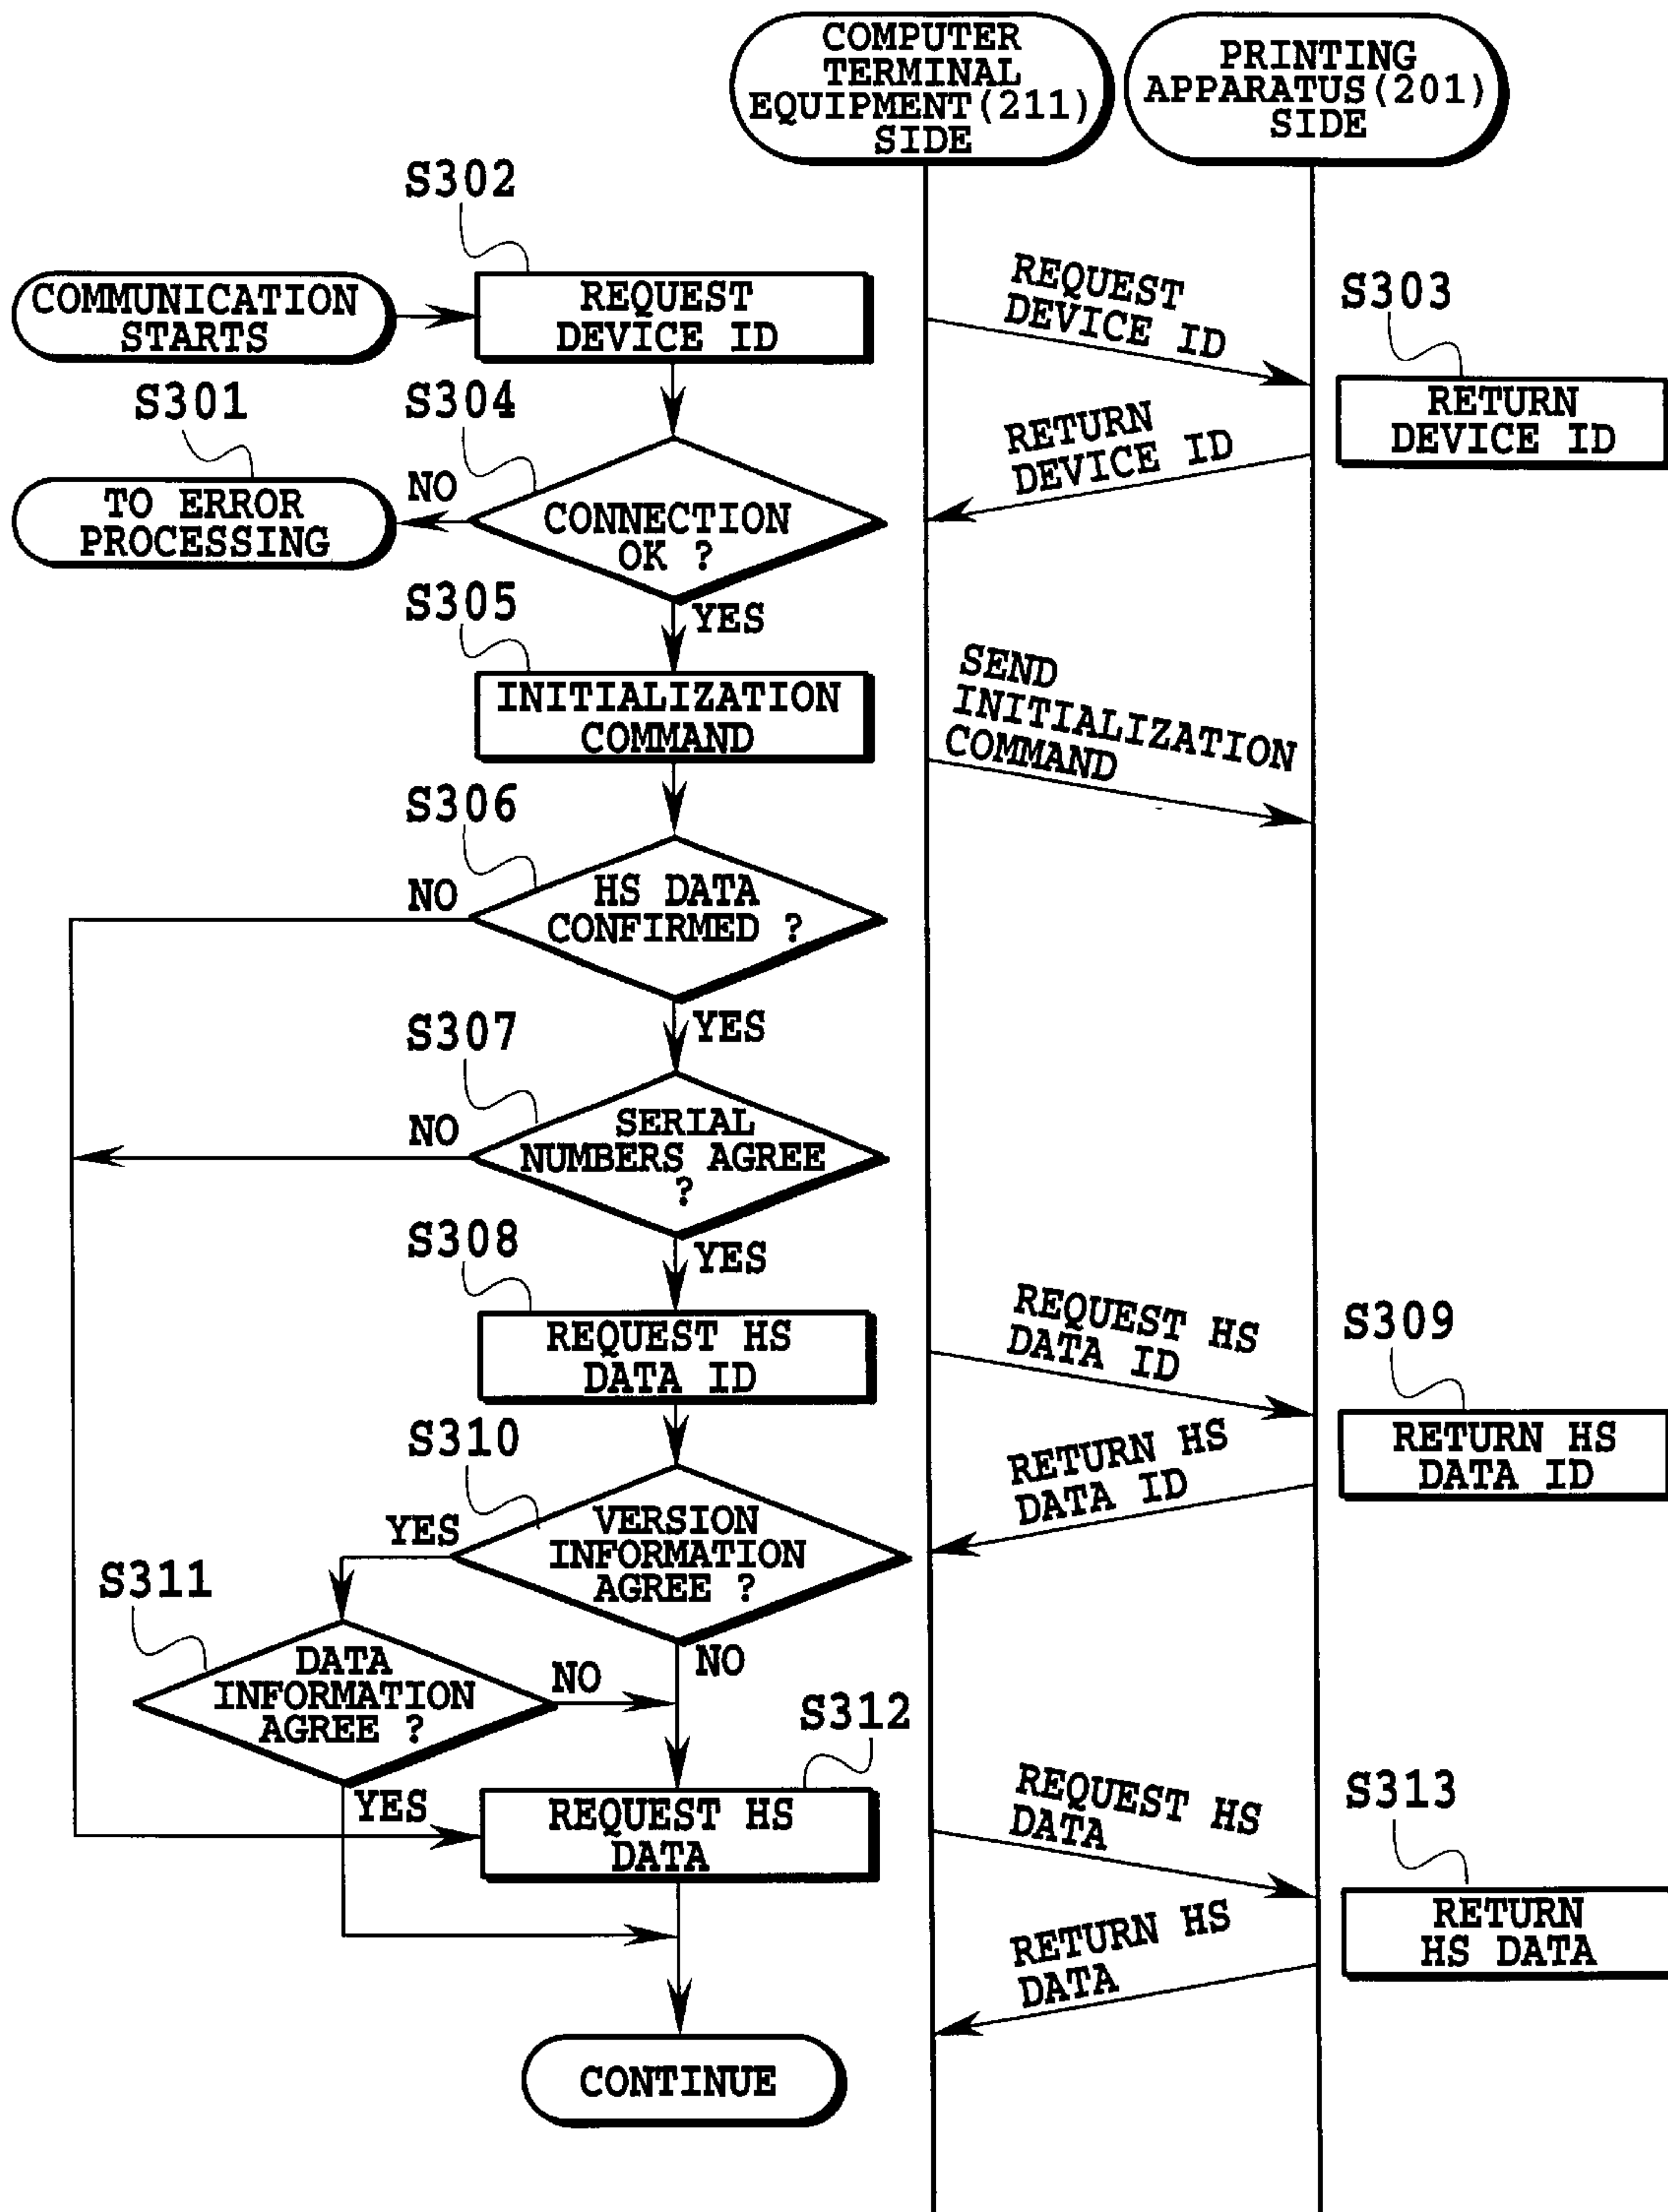 COMPUTER
TERMINAL
EQUIPMENT(211)
SIDE
PRINTING
APPARATUS(201)
SIDE
S302
COMMUNICATION
STARTS
REQUEST
DEVICE ID
REQUEST
DEVICE ID
S303
RETURN
DEVICE ID
S301
S304
RETURN
DEVICE ID
TO ERROR
PROCESSING
NO
CONNECTION
OK ?
YES
S305
INITIALIZATION
COMMAND
SEND
INITIALIZATION
COMMAND
S306
NO
HS DATA
CONFIRMED ?
YES
S307
NO
SERIAL
NUMBERS AGREE
?
YES
S308
REQUEST HS
DATA ID
REQUEST HS
DATA ID
S309
RETURN HS
DATA ID
RETURN HS
DATA ID
S310
YES
VERSION
INFORMATION
AGREE ?
NO
S311
DATA
INFORMATION
AGREE ?
NO
YES
S312
REQUEST HS
DATA
REQUEST HS
DATA
S313
RETURN
HS DATA
RETURN HS
DATA
CONTINUE